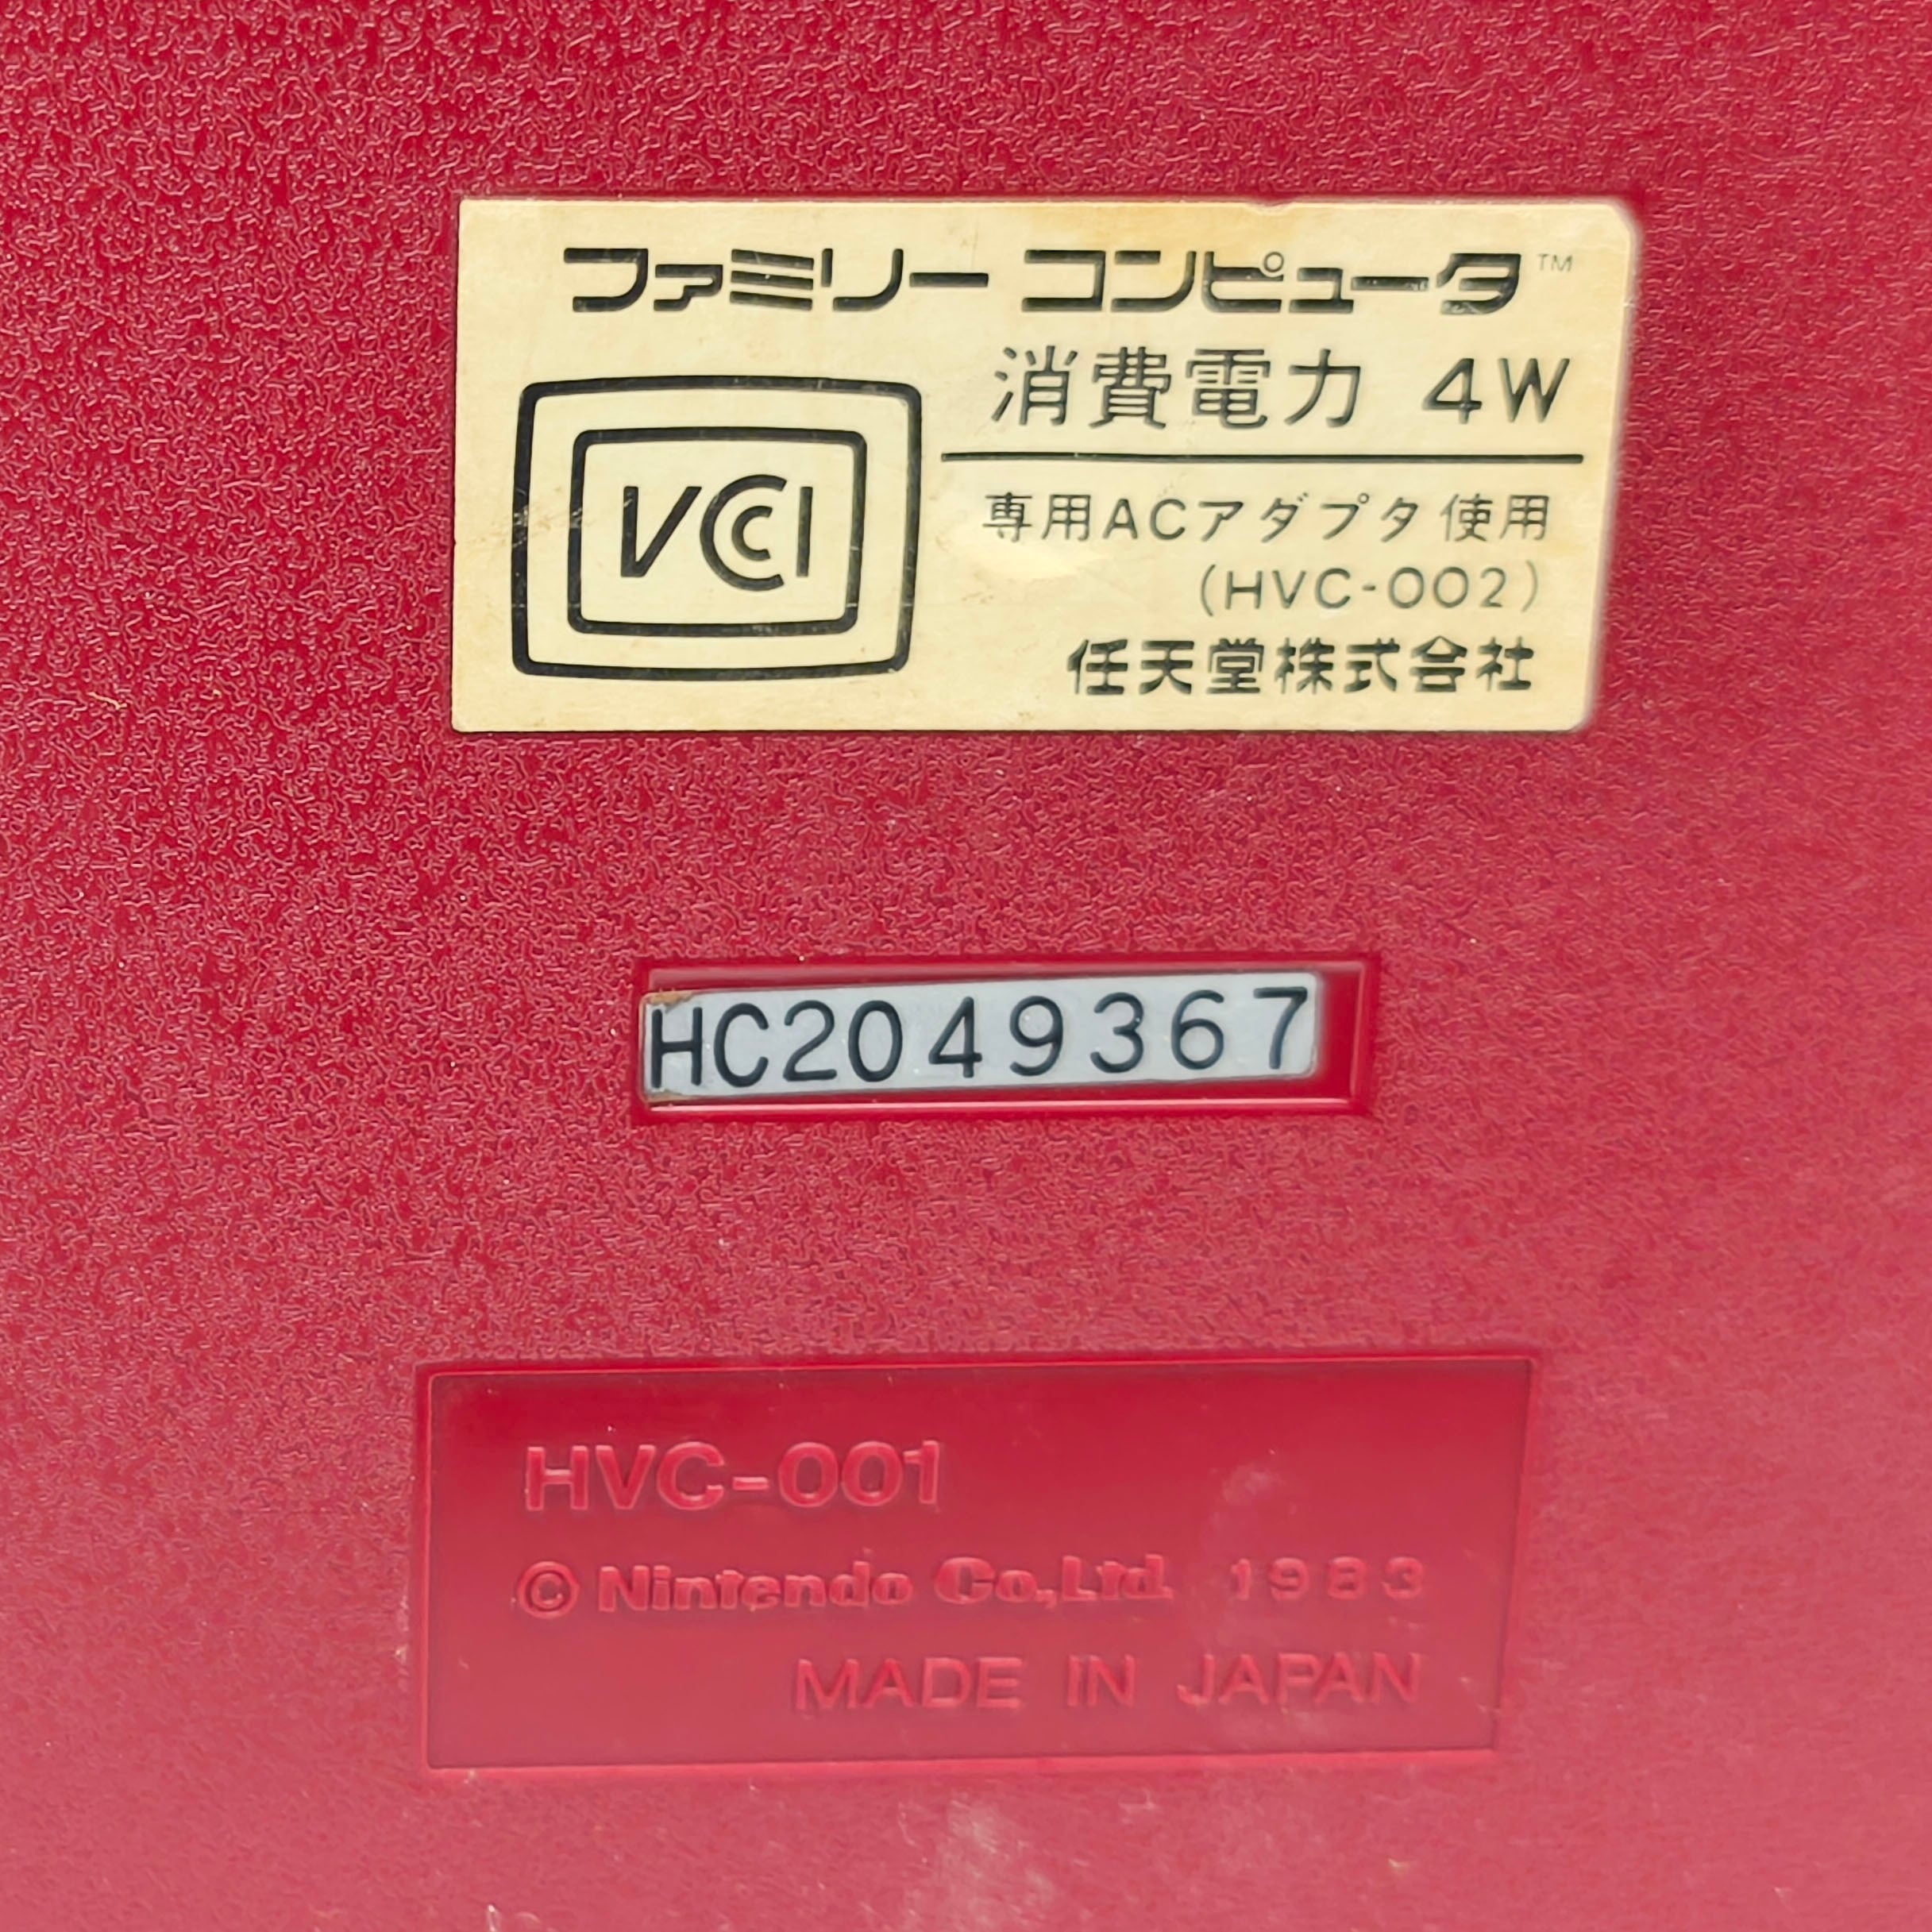 ファミリー コンピュータ™
消費電力 4W
VCCI
専用ACアダプタ使用
(HVC-002)
任天堂株式会社
HC2049367
HVC-001
© Nintendo Co.,Ltd. 1983
MADE IN JAPAN